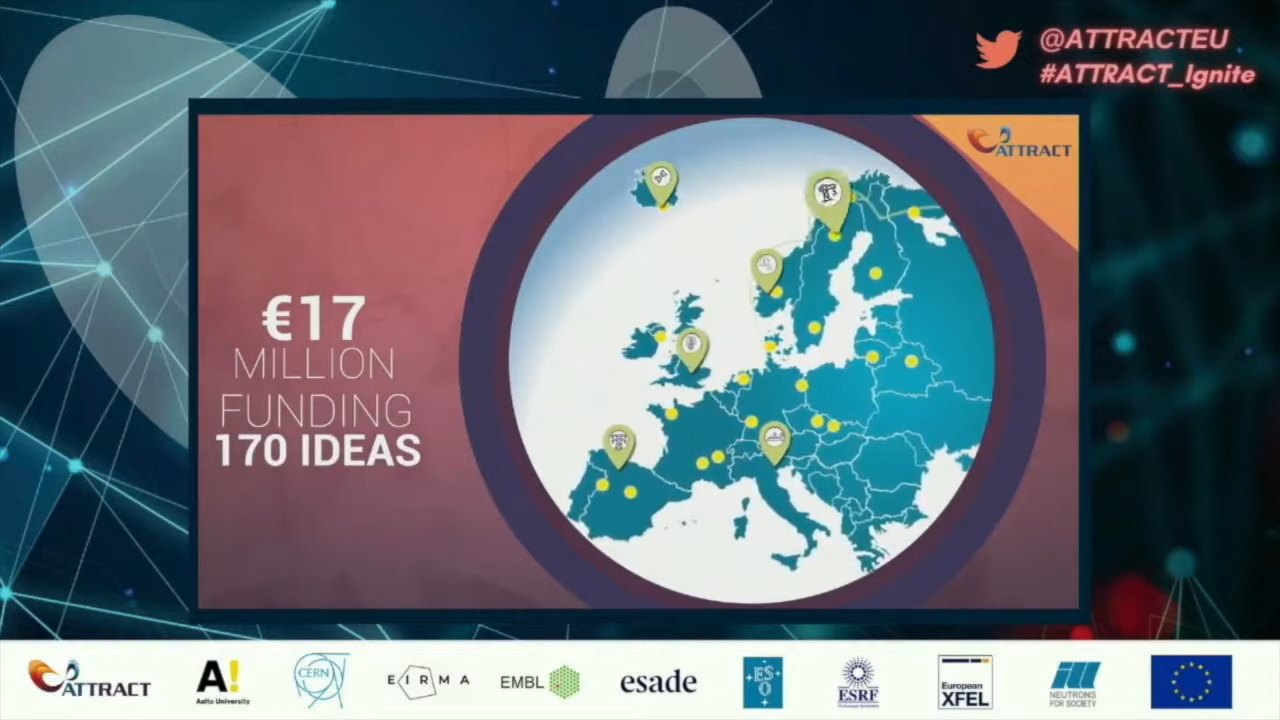 @ATTRACTEU
#ATTRACT_Ignite
ATTRACT
€17
MILLION
FUNDING
170 IDEAS
ATTRACT
A!
Aalto University
CERN
EIRMA
EMBL
esade
ESO
ESRF
European
XFEL
ill
NEUTRONS
FOR SOCIETY